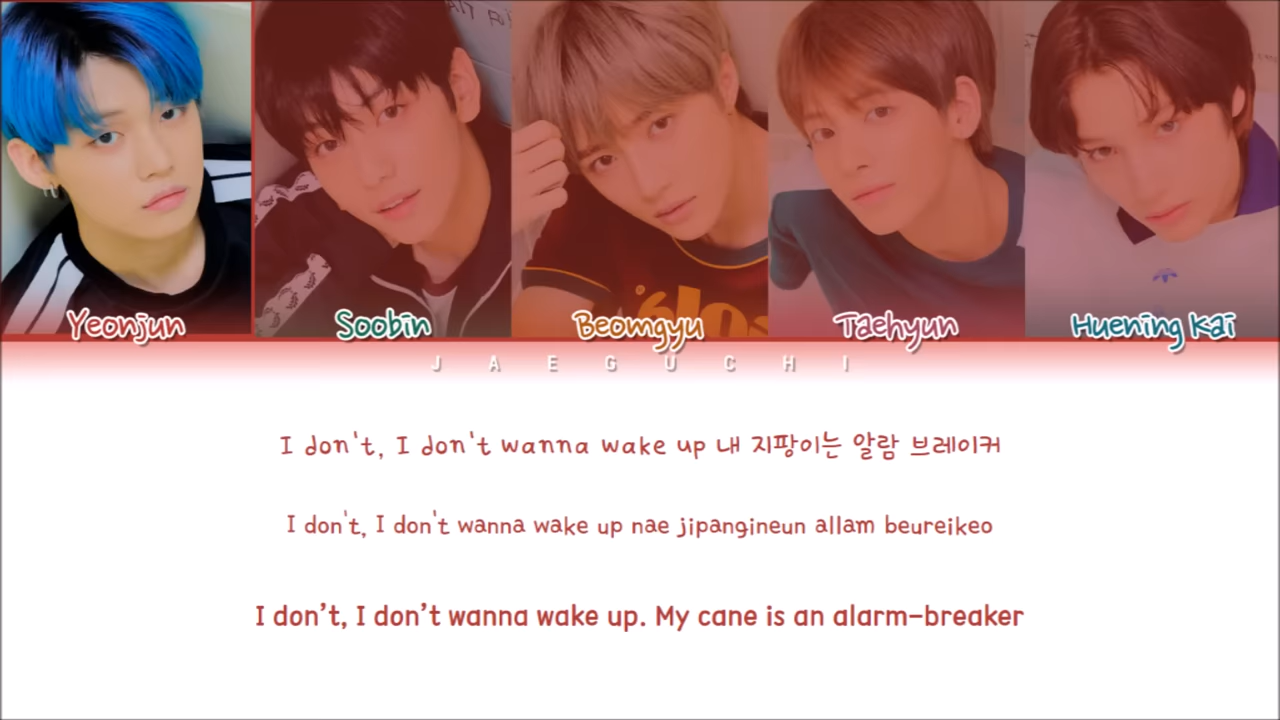 Yeonjun Soobin Beomgyu Taehyun Huening Kai
J A E G U C H I
I don't, I don't wanna wake up 내 지팡이는 알람 브레이커
I don't, I don't wanna wake up nae jipangineun allam beureikeo
I don’t, I don’t wanna wake up. My cane is an alarm-breaker